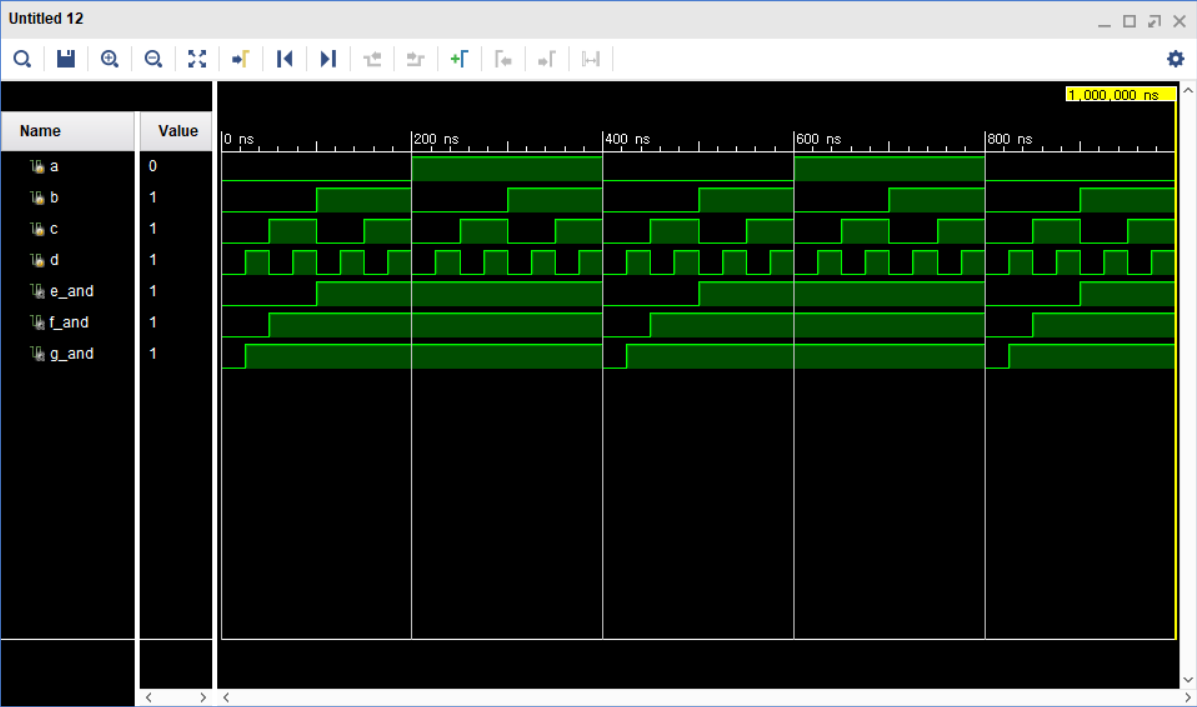 Untitled 12
1,000,000 ns
Name Value
0 ns 200 ns 400 ns 600 ns 800 ns
a 0
b 1
c 1
d 1
e_and 1
f_and 1
g_and 1